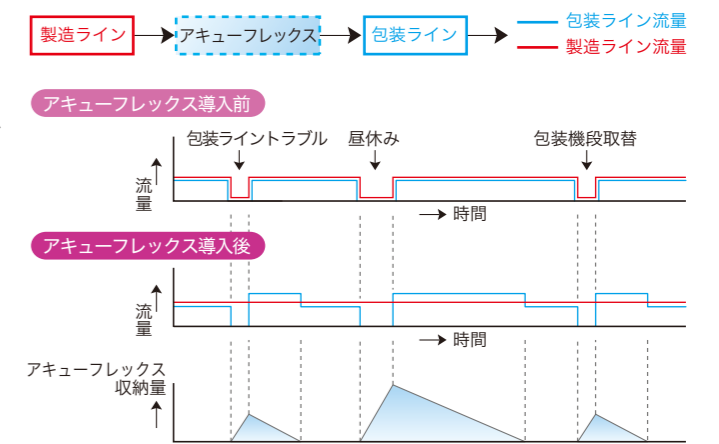 製造ライン
アキューフレックス
包装ライン
包装ライン流量
製造ライン流量
アキューフレックス導入前
包装ライントラブル
昼休み
包装機段取替
流量
時間
アキューフレックス導入後
流量
時間
アキューフレックス
収納量